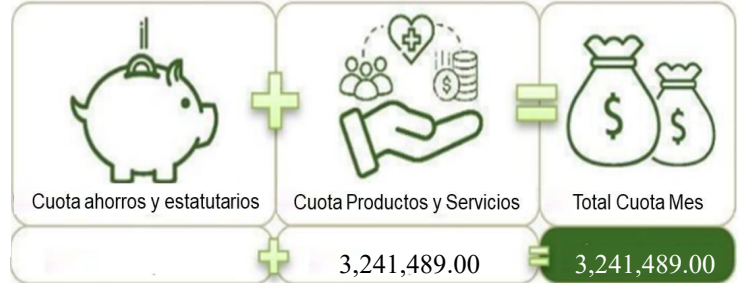 Cuota ahorros y estatutarios
Cuota Productos y Servicios
Total Cuota Mes
3,241,489.00
3,241,489.00